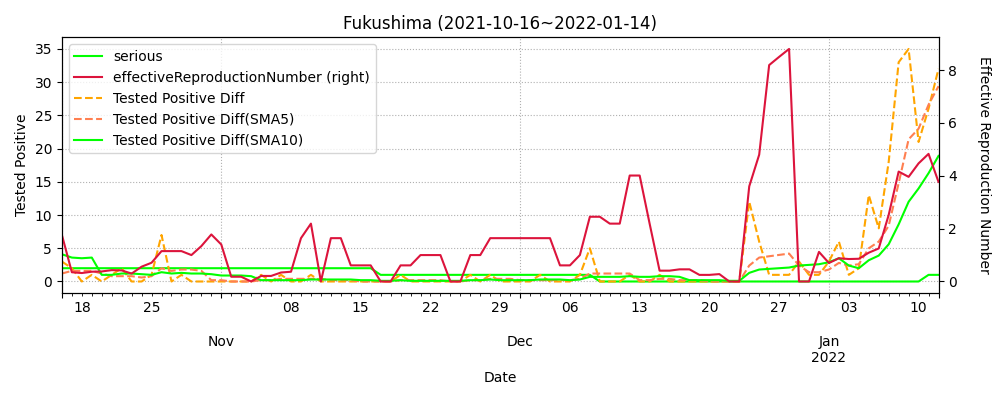 Fukushima (2021-10-16~2022-01-14)
serious
effectiveReproductionNumber (right)
Tested Positive Diff
Tested Positive Diff(SMA5)
Tested Positive Diff(SMA10)
Tested Positive
35
30
25
20
15
10
5
0
8
6
4
2
0
Effective Reproduction Number
18 25 08 15 22 29 06 13 20 27 03 10
Nov Dec Jan
2022
Date